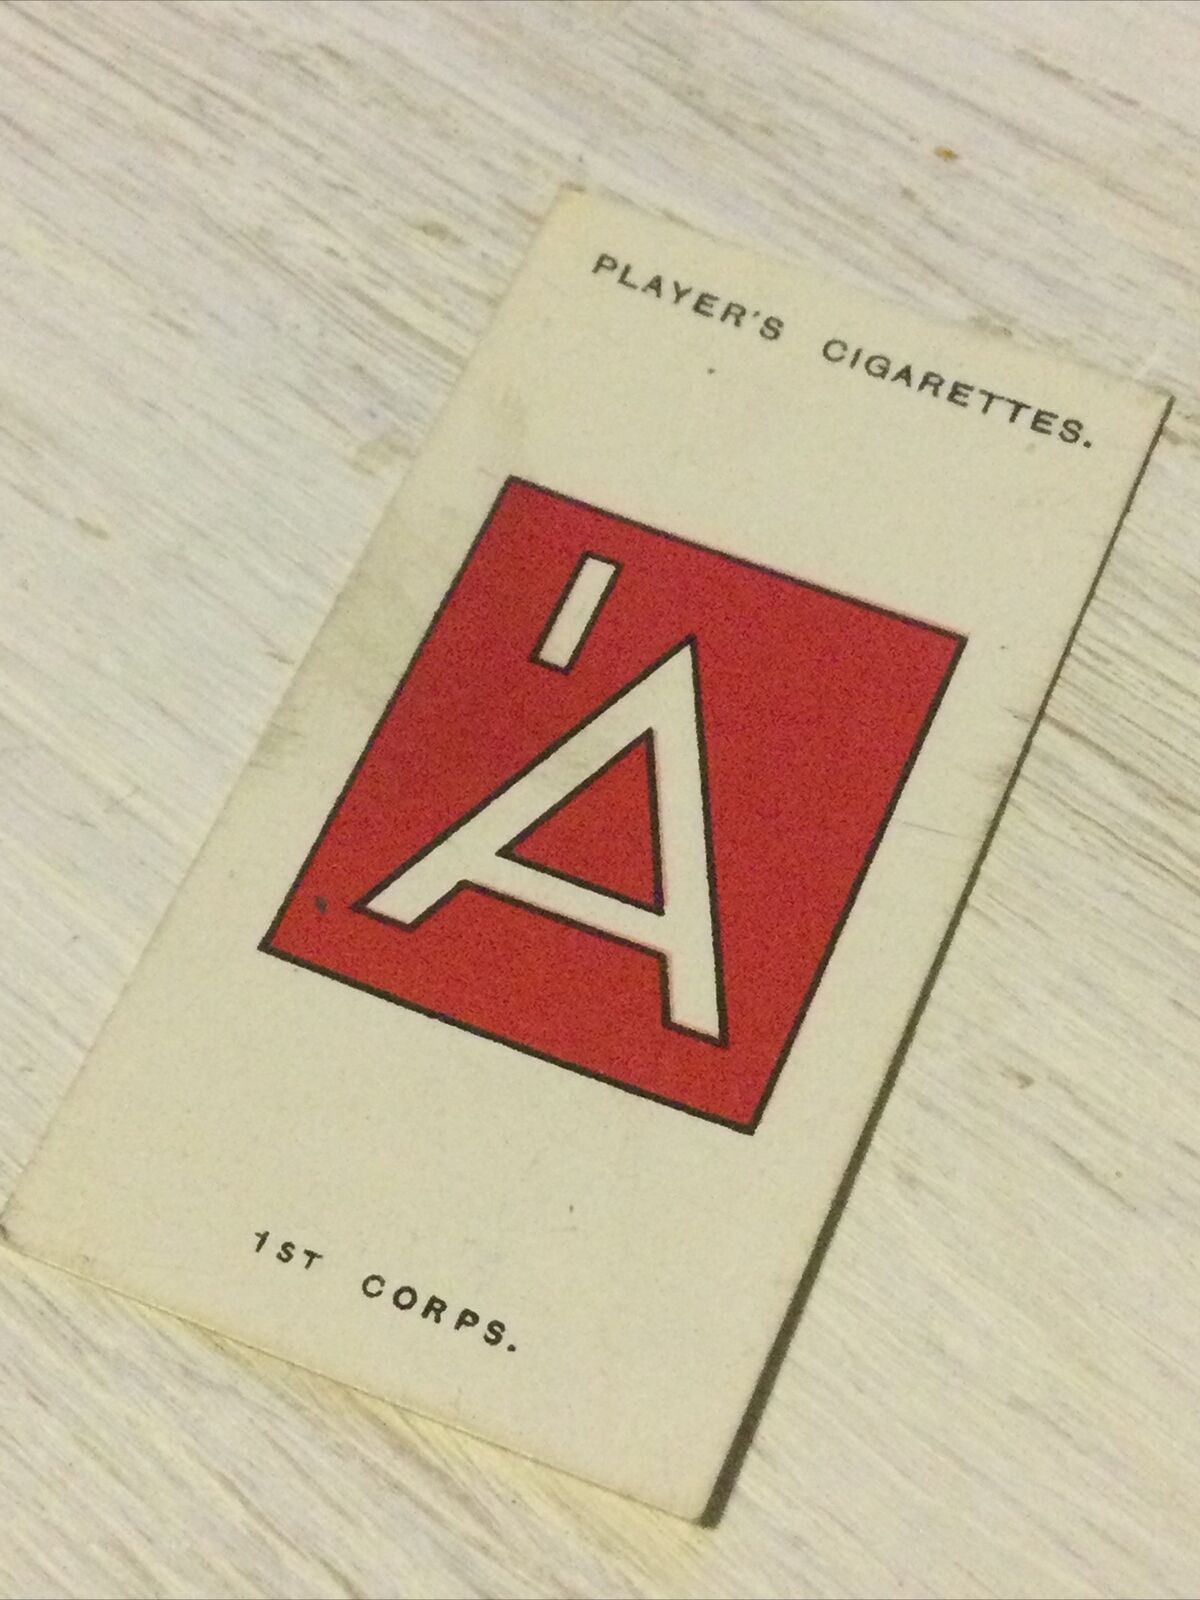 PLAYER'S CIGARETTES.
'A
1ST CORPS.